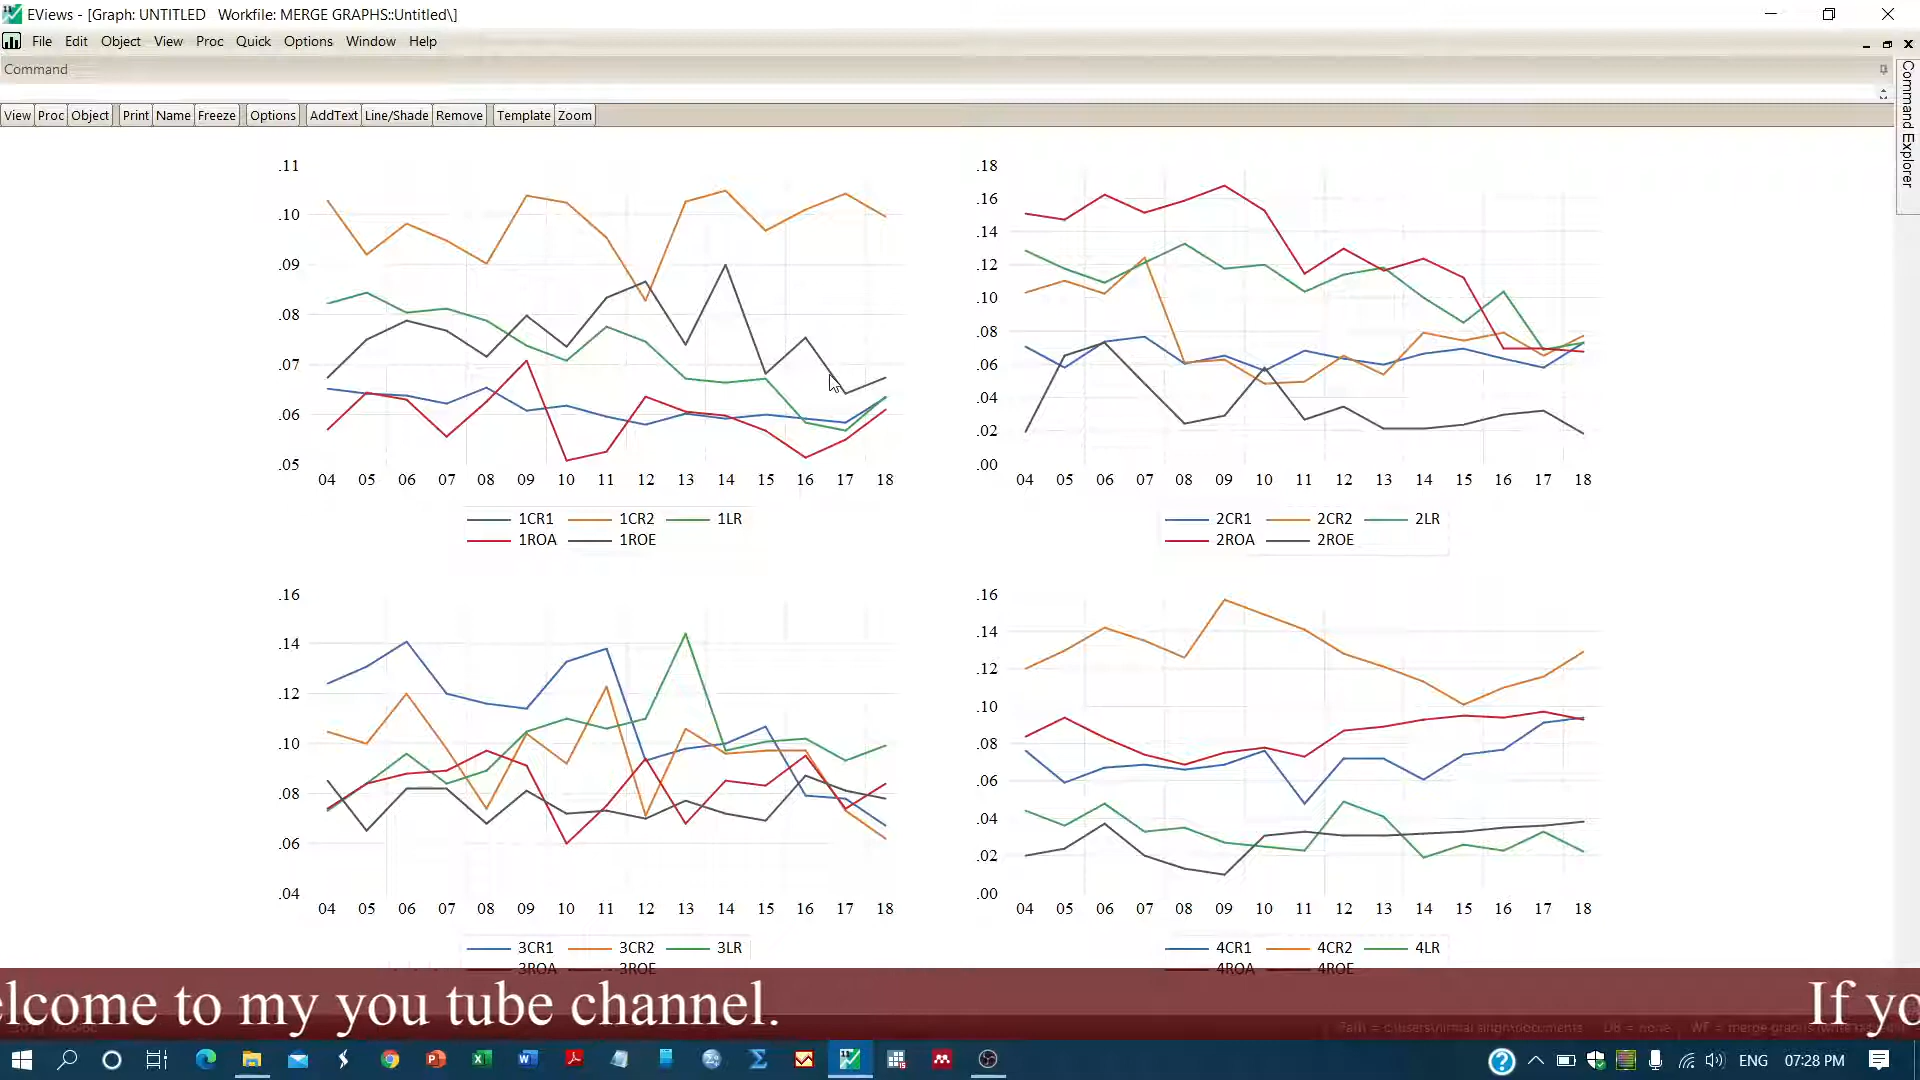 EViews - [Graph: UNTITLED Workfile: MERGE GRAPHS::Untitled\]
File Edit Object View Proc Quick Options Window Help
Command
Command Explorer
View Proc Object Print Name Freeze Options AddText Line/Shade Remove Template Zoom
.11
.10
.09
.08
.07
.06
.05
04 05 06 07 08 09 10 11 12 13 14 15 16 17 18
1CR1 1CR2 1LR
1ROA 1ROE
.18
.16
.14
.12
.10
.08
.06
.04
.02
.00
04 05 06 07 08 09 10 11 12 13 14 15 16 17 18
2CR1 2CR2 2LR
2ROA 2ROE
.16
.14
.12
.10
.08
.06
.04
04 05 06 07 08 09 10 11 12 13 14 15 16 17 18
3CR1 3CR2 3LR
3ROA 3ROE
.16
.14
.12
.10
.08
.06
.04
.02
.00
04 05 06 07 08 09 10 11 12 13 14 15 16 17 18
4CR1 4CR2 4LR
4ROA 4ROE
elcome to my you tube channel. If yo
ENG 07:28 PM